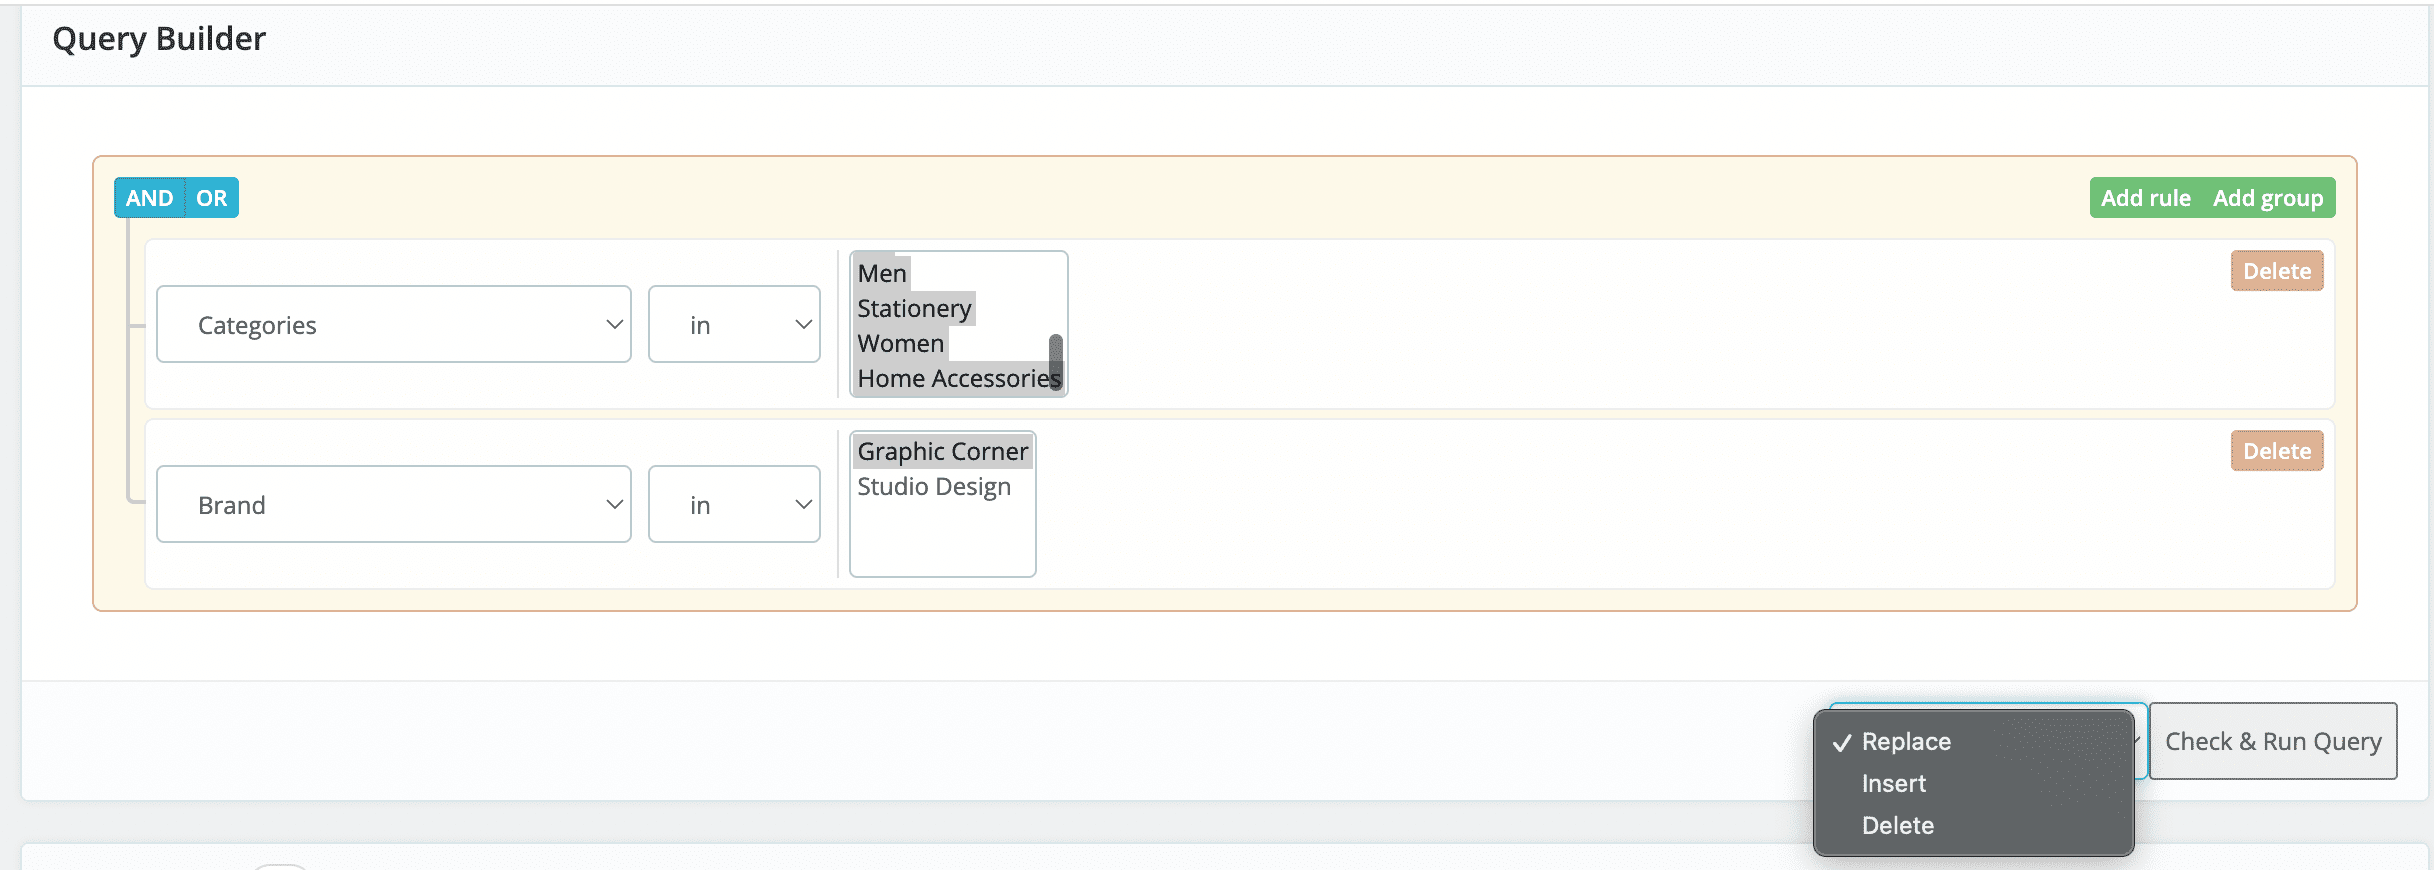 Query Builder
AND OR
Add rule Add group
Categories
in
Men
Stationery
Women
Home Accessories
Delete
Brand
in
Graphic Corner
Studio Design
Delete
Replace
Insert
Delete
Check & Run Query